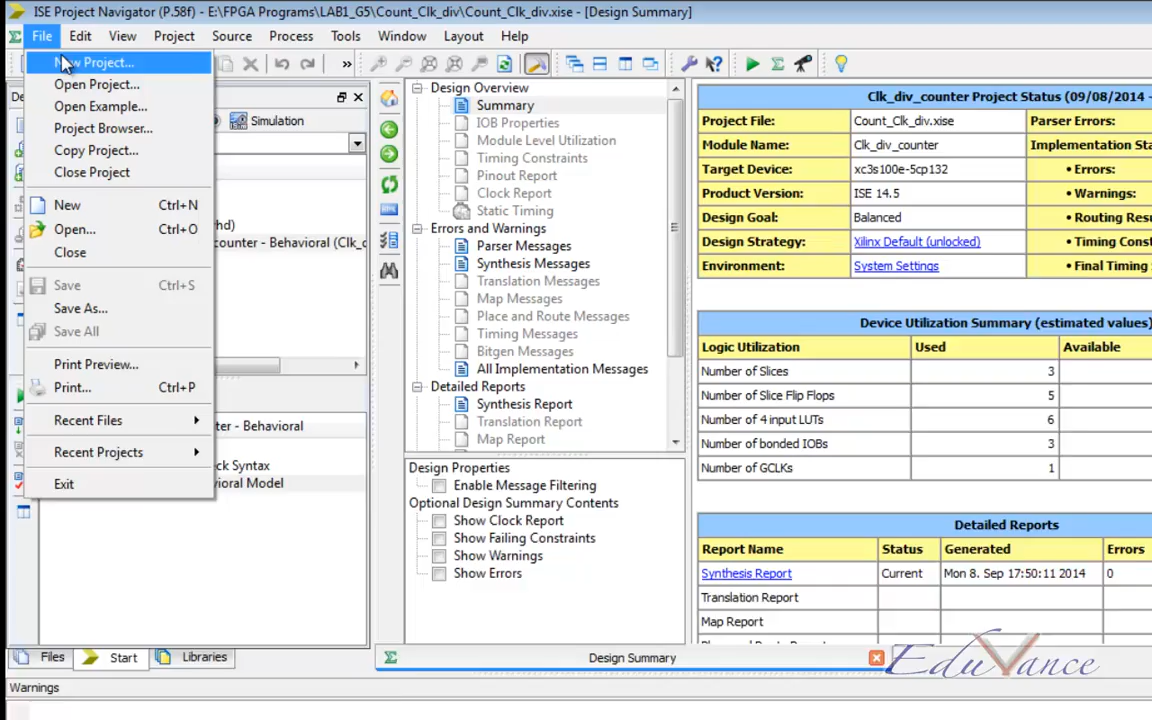 ISE Project Navigator (P.58f) - E:\FPGA Programs\LAB1_G5\Count_Clk_div\Count_Clk_div.xise - [Design Summary]
File Edit View Project Source Process Tools Window Layout Help
New Project...
Open Project...
Open Example...
Project Browser...
Copy Project...
Close Project
New Ctrl+N
Open... Ctrl+O
Close
Save Ctrl+S
Save As...
Save All
Print Preview...
Print... Ctrl+P
Recent Files
Recent Projects
Exit
»
De
Simulation
hd)
counter - Behavioral (Clk_c
ter - Behavioral
ck Syntax
vioral Model
Files Start Libraries
Design Overview
Summary
IOB Properties
Module Level Utilization
Timing Constraints
Pinout Report
Clock Report
Static Timing
Errors and Warnings
Parser Messages
Synthesis Messages
Translation Messages
Map Messages
Place and Route Messages
Timing Messages
Bitgen Messages
All Implementation Messages
Detailed Reports
Synthesis Report
Translation Report
Map Report
Design Properties
Enable Message Filtering
Optional Design Summary Contents
Show Clock Report
Show Failing Constraints
Show Warnings
Show Errors
Clk_div_counter Project Status (09/08/2014 -
Project File: Count_Clk_div.xise Parser Errors:
Module Name: Clk_div_counter Implementation Sta
Target Device: xc3s100e-5cp132 • Errors:
Product Version: ISE 14.5 • Warnings:
Design Goal: Balanced • Routing Resu
Design Strategy: Xilinx Default (unlocked) • Timing Const
Environment: System Settings • Final Timing
Device Utilization Summary (estimated values)
Logic Utilization Used Available
Number of Slices 3
Number of Slice Flip Flops 5
Number of 4 input LUTs 6
Number of bonded IOBs 3
Number of GCLKs 1
Detailed Reports
Report Name Status Generated Errors
Synthesis Report Current Mon 8. Sep 17:50:11 2014 0
Translation Report
Map Report
Design Summary
EduVance
Warnings